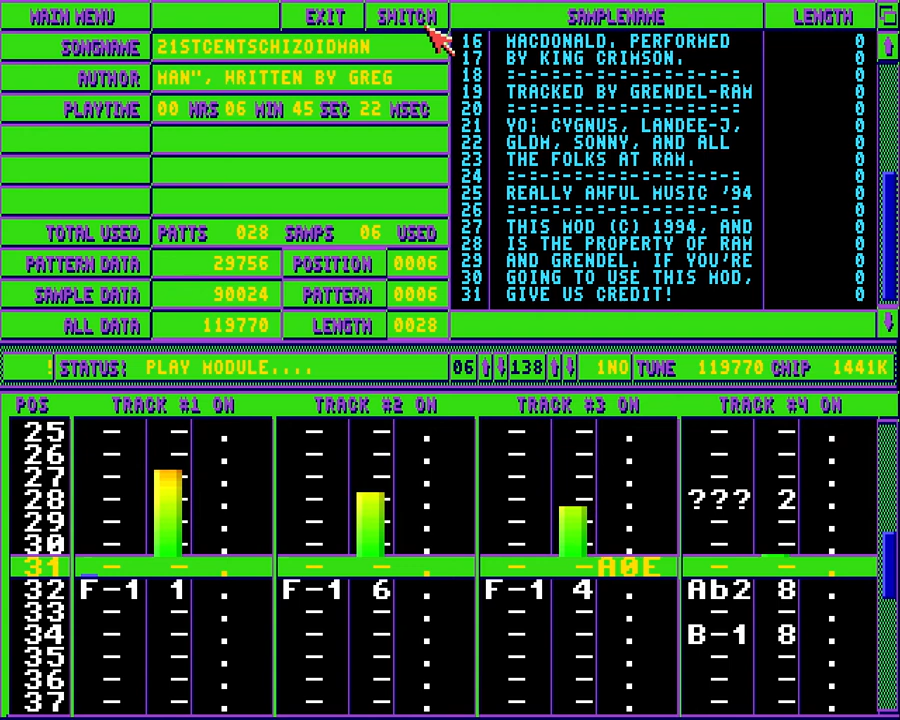 MAIN MENU EXIT SWITCH SAMPLENAME LENGTH
SONGNAME 21STCENTSCHIZOIDMAN
AUTHOR MAN", WRITTEN BY GREG
PLAYTIME 00 HRS 06 MIN 45 SEC 22 MSEC
TOTAL USED PATTS 028 SAMPS 06 USED
PATTERN DATA 29756 POSITION 0006
SAMPLE DATA 90024 PATTERN 0006
ALL DATA 119770 LENGTH 0028
16 MACDONALD. PERFORMED 0
17 BY KING CRIMSON. 0
18 -:-:-:-:-:-:-:-:-:-:- 0
19 TRACKED BY GRENDEL-RAM 0
20 :-:-:-:-:-:-:-:-:-:-: 0
21 YO! CYGNUS, LANDEE-J, 0
22 GLDM, SONNY, AND ALL 0
23 THE FOLKS AT RAM. 0
24 -:-:-:-:-:-:-:-:-:-:- 0
25 REALLY AWFUL MUSIC '94 0
26 :-:-:-:-:-:-:-:-:-:-: 0
27 THIS MOD (C) 1994, AND 0
28 IS THE PROPERTY OF RAM 0
29 AND GRENDEL. IF YOU'RE 0
30 GOING TO USE THIS MOD, 0
31 GIVE US CREDIT! 0
! STATUS: PLAY MODULE.... 06 138 1NO TUNE 119770 CHIP 1441K
POS TRACK #1 ON TRACK #2 ON TRACK #3 ON TRACK #4 ON
25 — — . — — . — — . — — .
26 — — . — — . — — . — — .
27 — — . — — . — — . — — .
28 — — . — — . — — . ??? 2 .
29 — — . — — . — — . — — .
30 — — . — — . — — . — — .
31 — — . — — . — — A0E — — .
32 F-1 1 . F-1 6 . F-1 4 . Ab2 8 .
33 — — . — — . — — . — — .
34 — — . — — . — — . B-1 8 .
35 — — . — — . — — . — — .
36 — — . — — . — — . — — .
37 — — . — — . — — . — — .